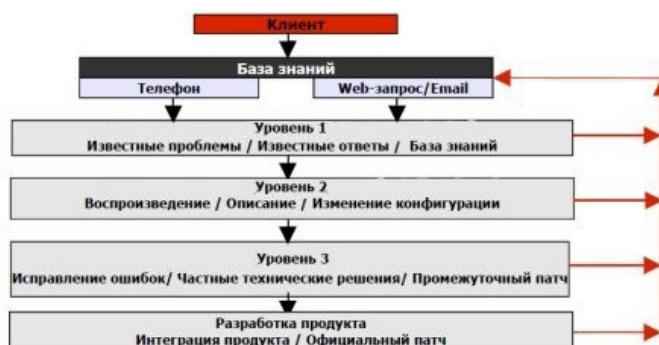 Клиент
База знаний
Телефон
Web-запрос/Email
Уровень 1
Известные проблемы / Известные ответы / База знаний
Уровень 2
Воспроизведение / Описание / Изменение конфигурации
Уровень 3
Исправление ошибок/ Частные технические решения/ Промежуточный патч
Разработка продукта
Интеграция продукта / Официальный патч